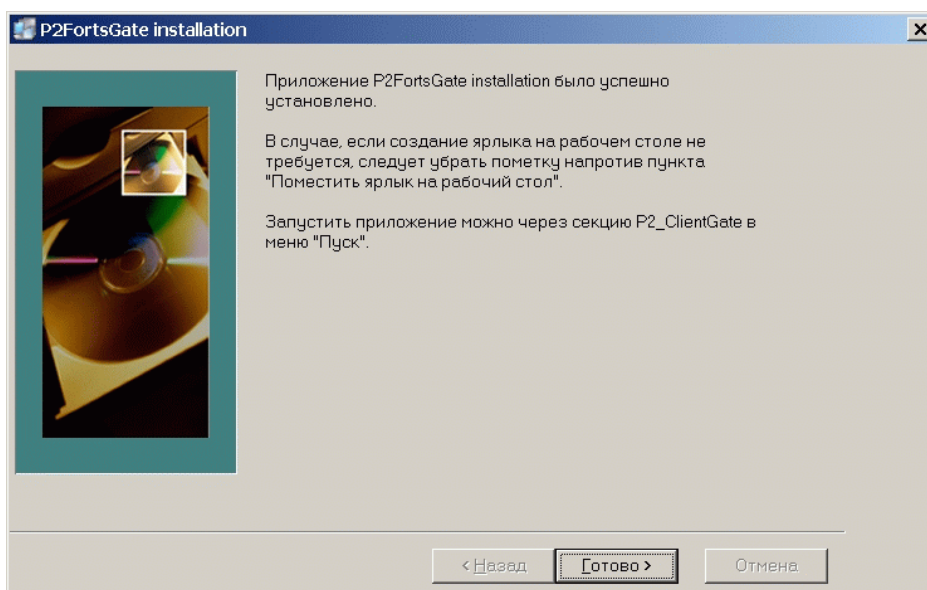 P2FortsGate installation
Приложение P2FortsGate installation было успешно
установлено.
В случае, если создание ярлыка на рабочем столе не
требуется, следует убрать пометку напротив пункта
"Поместить ярлык на рабочий стол".
Запустить приложение можно через секцию P2_ClientGate в
меню "Пуск".
< Назад
Готово >
Отмена